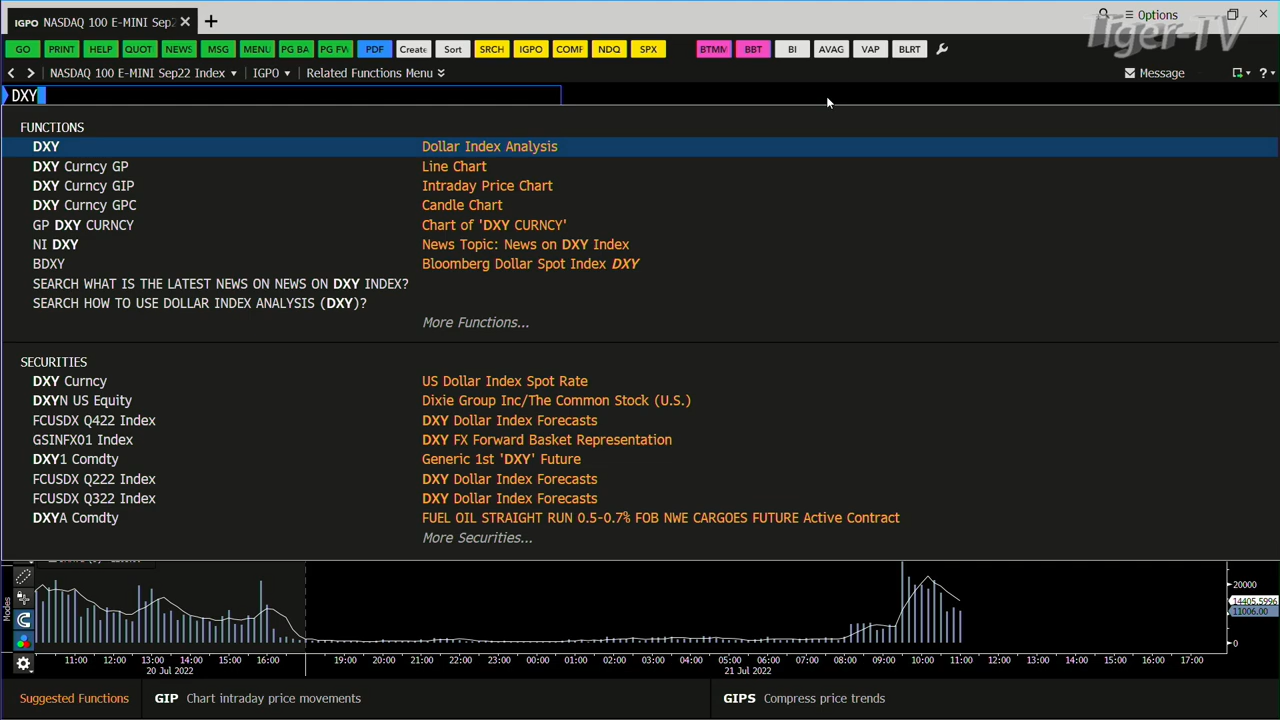 IGPO NASDAQ 100 E-MINI Sep2
Options
Tiger-TV
GO PRINT HELP QUOT NEWS MSG MENU PG BA PG FW PDF Create Sort SRCH IGPO COMF NDQ SPX BTMM BBT BI AVAG VAP BLRT
NASDAQ 100 E-MINI Sep22 Index IGPO Related Functions Menu Message ?
DXY
FUNCTIONS
DXY Dollar Index Analysis
DXY Curncy GP Line Chart
DXY Curncy GIP Intraday Price Chart
DXY Curncy GPC Candle Chart
GP DXY CURNCY Chart of 'DXY CURNCY'
NI DXY News Topic: News on DXY Index
BDXY Bloomberg Dollar Spot Index DXY
SEARCH WHAT IS THE LATEST NEWS ON NEWS ON DXY INDEX?
SEARCH HOW TO USE DOLLAR INDEX ANALYSIS (DXY)?
More Functions...
SECURITIES
DXY Curncy US Dollar Index Spot Rate
DXYN US Equity Dixie Group Inc/The Common Stock (U.S.)
FCUSDX Q422 Index DXY Dollar Index Forecasts
GSINFX01 Index DXY FX Forward Basket Representation
DXY1 Comdty Generic 1st 'DXY' Future
FCUSDX Q222 Index DXY Dollar Index Forecasts
FCUSDX Q322 Index DXY Dollar Index Forecasts
DXYA Comdty FUEL OIL STRAIGHT RUN 0.5-0.7% FOB NWE CARGOES FUTURE Active Contract
More Securities...
Modes
20000
14405.5996
11006.00
0
11:00 12:00 13:00 14:00 15:00 16:00 19:00 20:00 21:00 22:00 23:00 00:00 01:00 02:00 03:00 04:00 05:00 06:00 07:00 08:00 09:00 10:00 11:00 12:00 13:00 14:00 15:00 16:00 17:00
20 Jul 2022 21 Jul 2022
Suggested Functions GIP Chart intraday price movements GIPS Compress price trends